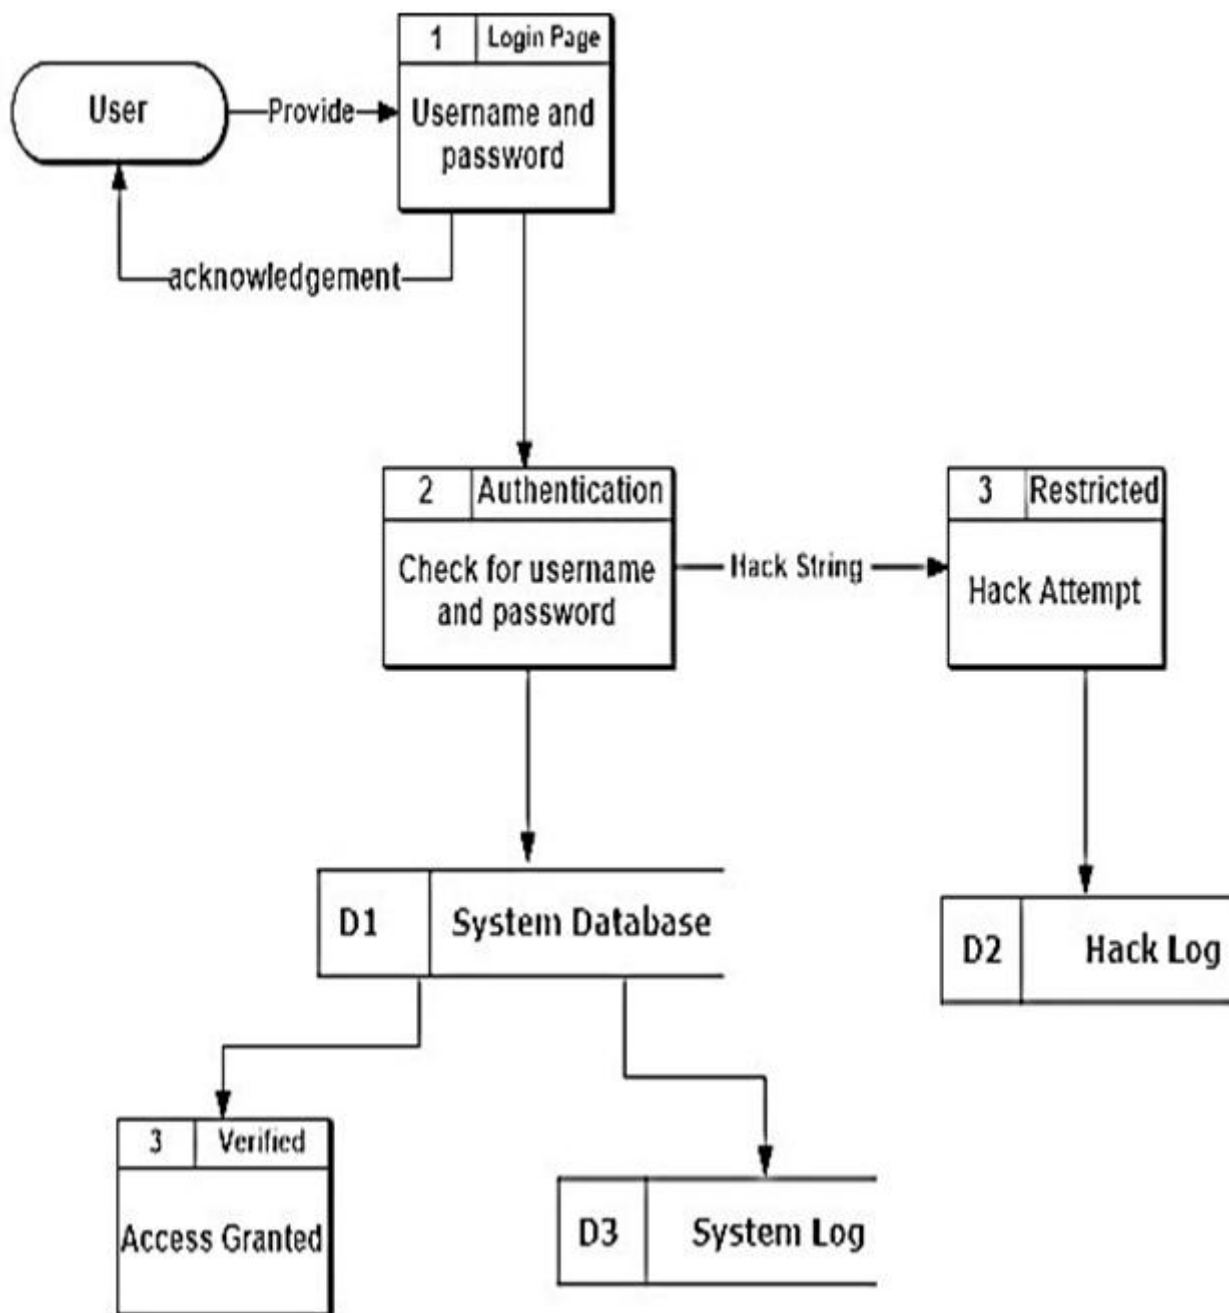 1 Login Page
User
Provide
Username and
password
acknowledgement
2 Authentication
3 Restricted
Check for username
and password
Hack String
Hack Attempt
D1 System Database
D2 Hack Log
3 Verified
Access Granted
D3 System Log